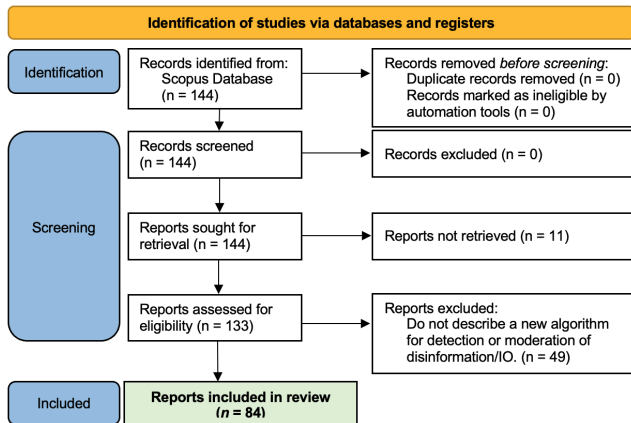 Identification of studies via databases and registers
Identification
Records identified from:
Scopus Database
(n = 144)
Records removed before screening:
Duplicate records removed (n = 0)
Records marked as ineligible by
automation tools (n = 0)
Screening
Records screened
(n = 144)
Records excluded (n = 0)
Reports sought for
retrieval (n = 144)
Reports not retrieved (n = 11)
Reports assessed for
eligibility (n = 133)
Reports excluded:
Do not describe a new algorithm
for detection or moderation of
disinformation/IO. (n = 49)
Included
Reports included in review
(n = 84)